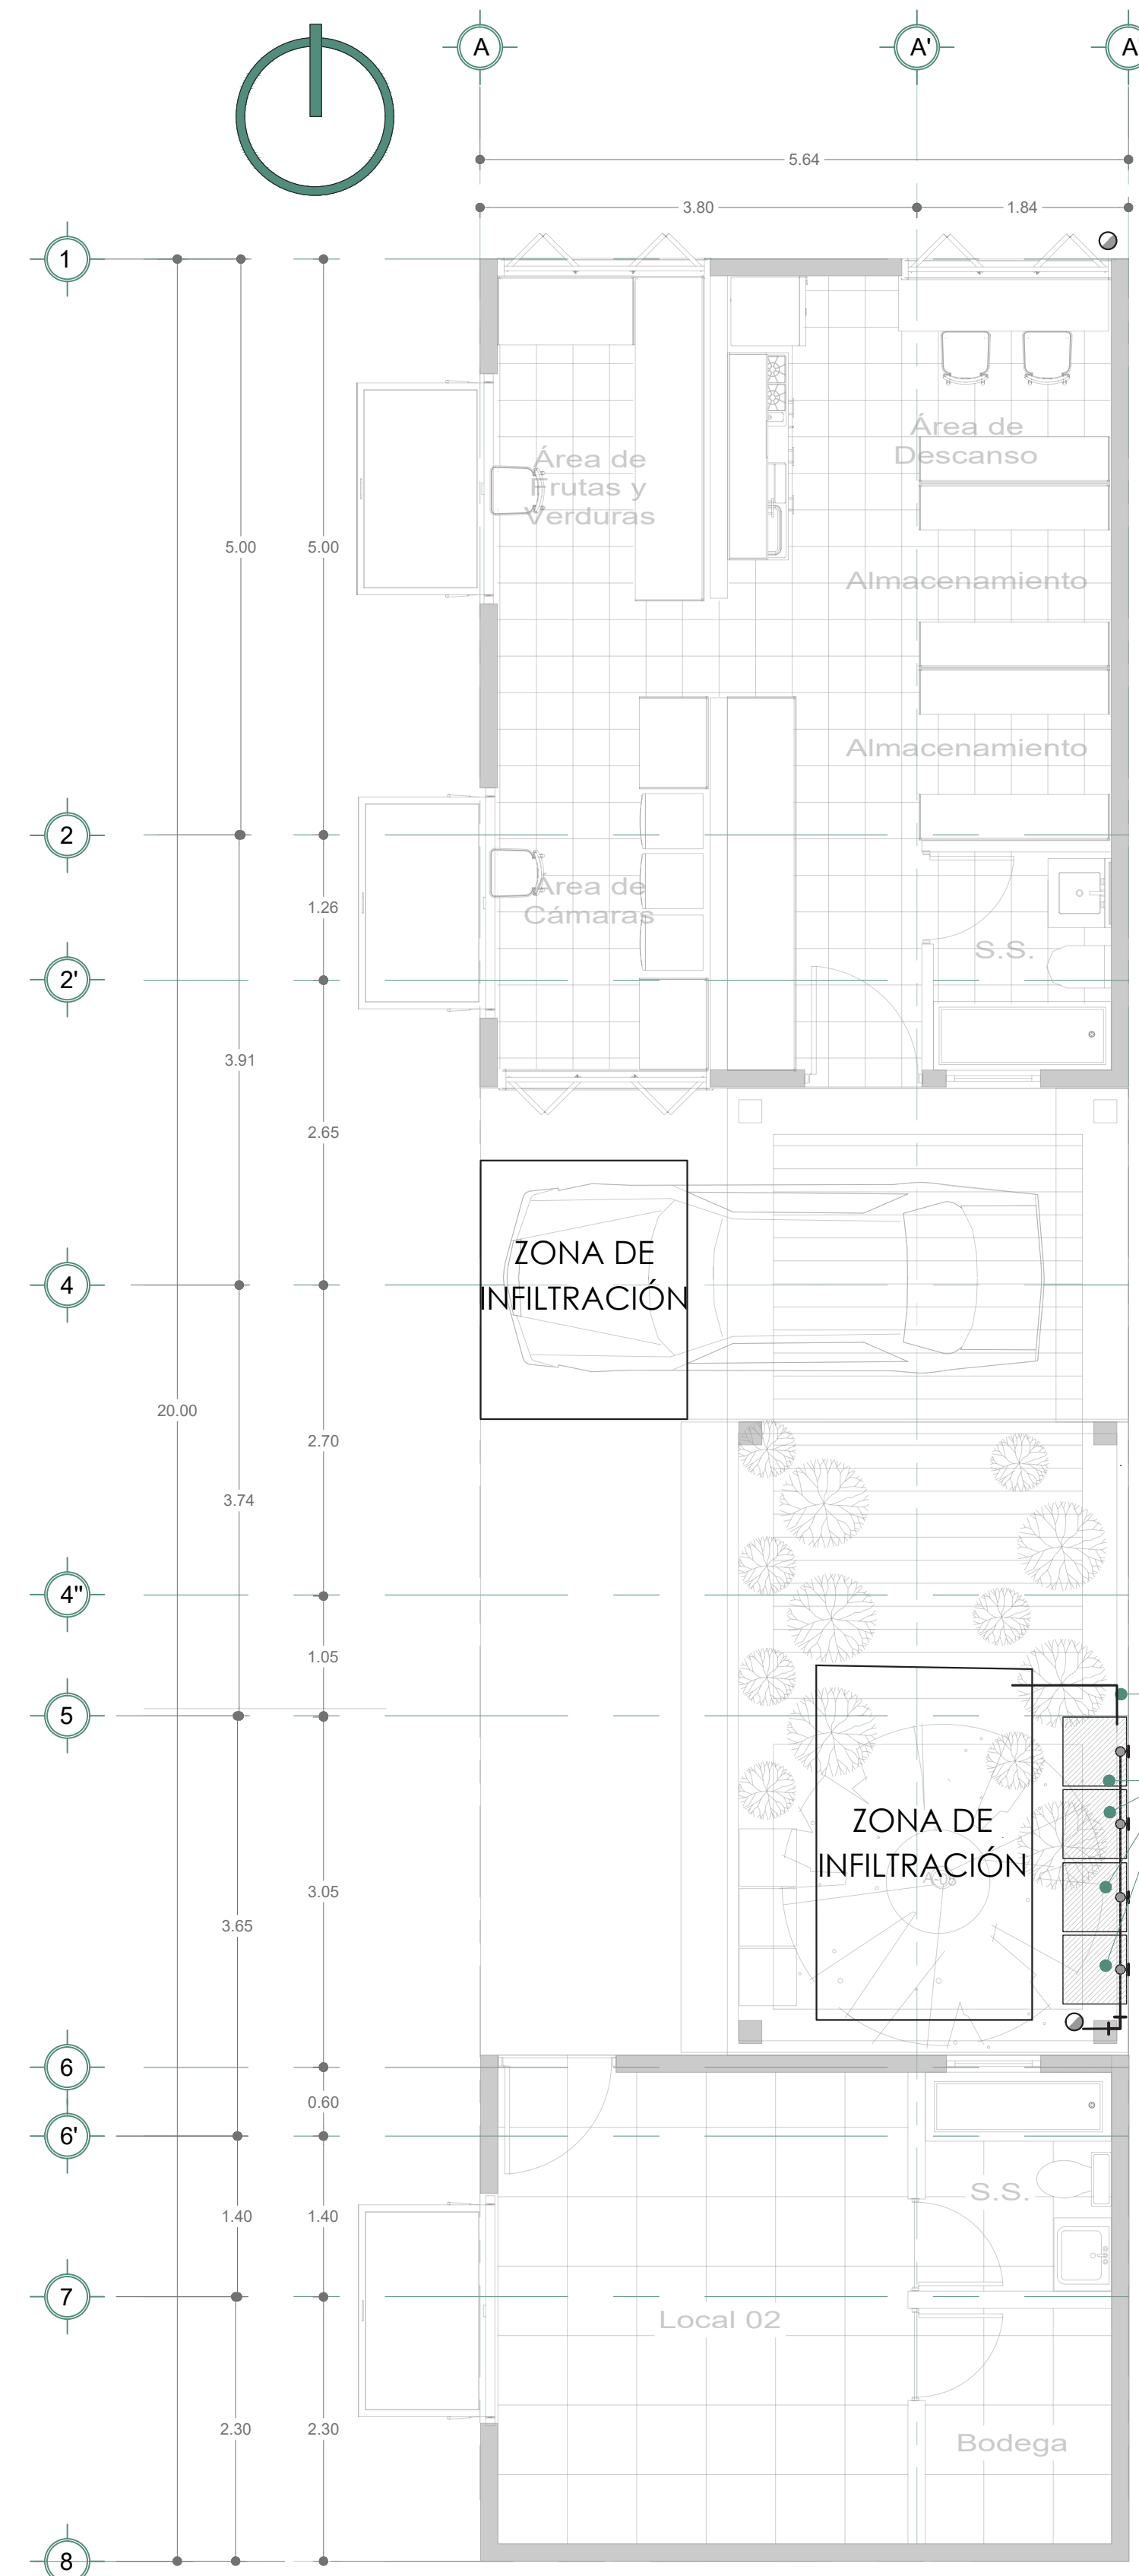 A
A'
A
5.64
3.80
1.84
1
Área de
Frutas y
Verduras
Área de
Descanso
5.00
5.00
Almacenamiento
Almacenamiento
2
1.26
Área de
Cámaras
S.S.
2'
3.91
2.65
ZONA DE
INFILTRACIÓN
4
20.00
2.70
3.74
4"
1.05
5
ZONA DE
INFILTRACIÓN
3.05
3.65
6
0.60
6'
S.S.
1.40
1.40
7
Local 02
2.30
2.30
Bodega
8